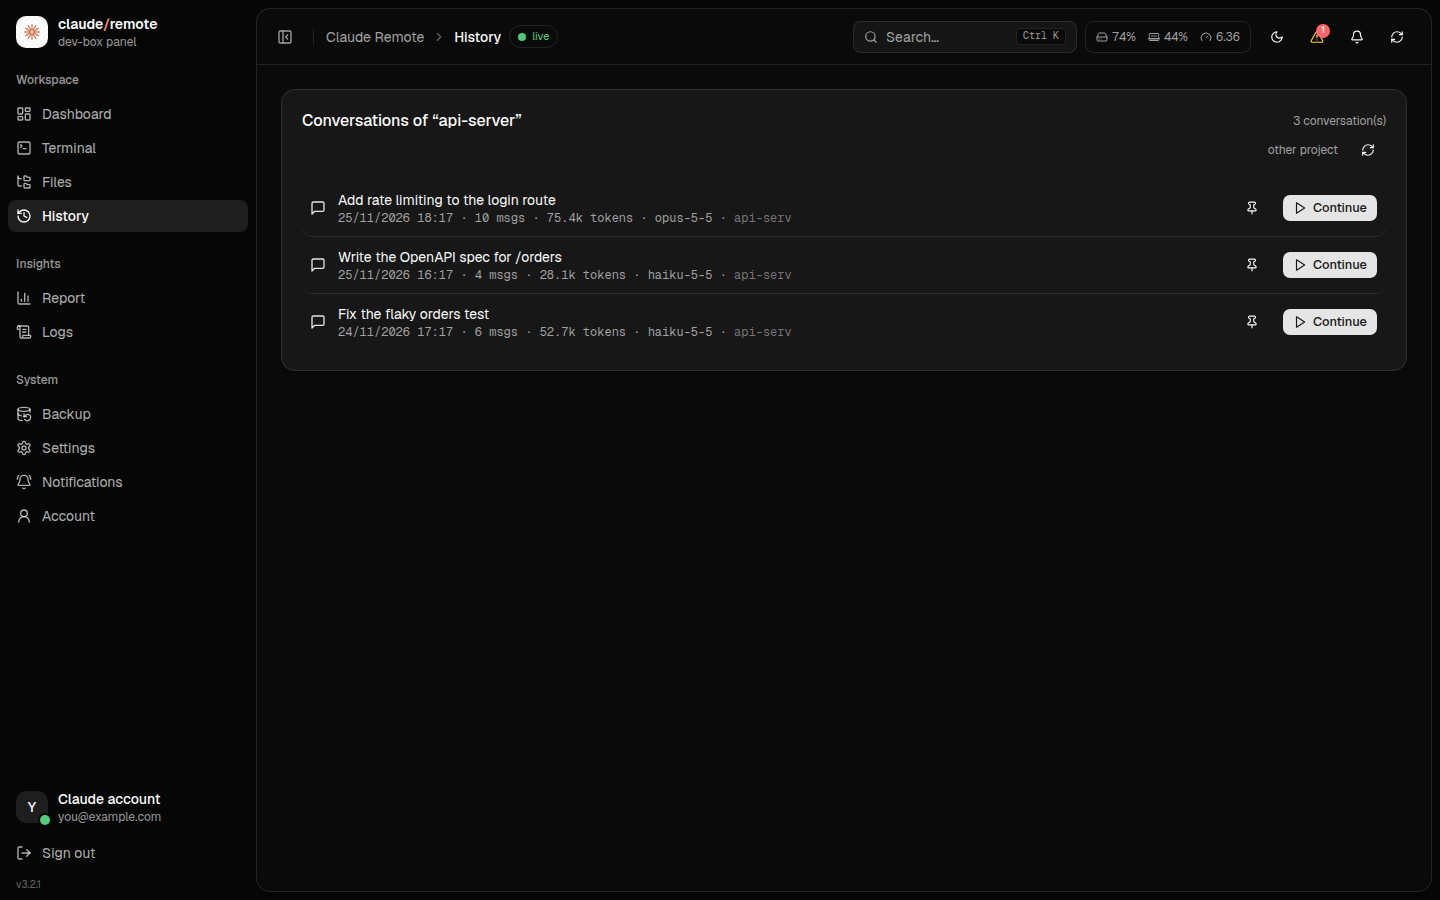 claude/remote
dev-box panel
Workspace
Dashboard
Terminal
Files
History
Insights
Report
Logs
System
Backup
Settings
Notifications
Account
Y
Claude account
you@example.com
Sign out
v3.2.1
Claude Remote > History live
Search... Ctrl K
74% 44% 6.36
1
Conversations of “api-server”
3 conversation(s)
other project
Add rate limiting to the login route
25/11/2026 18:17 · 10 msgs · 75.4k tokens · opus-5-5 · api-serv
Continue
Write the OpenAPI spec for /orders
25/11/2026 16:17 · 4 msgs · 28.1k tokens · haiku-5-5 · api-serv
Continue
Fix the flaky orders test
24/11/2026 17:17 · 6 msgs · 52.7k tokens · haiku-5-5 · api-serv
Continue